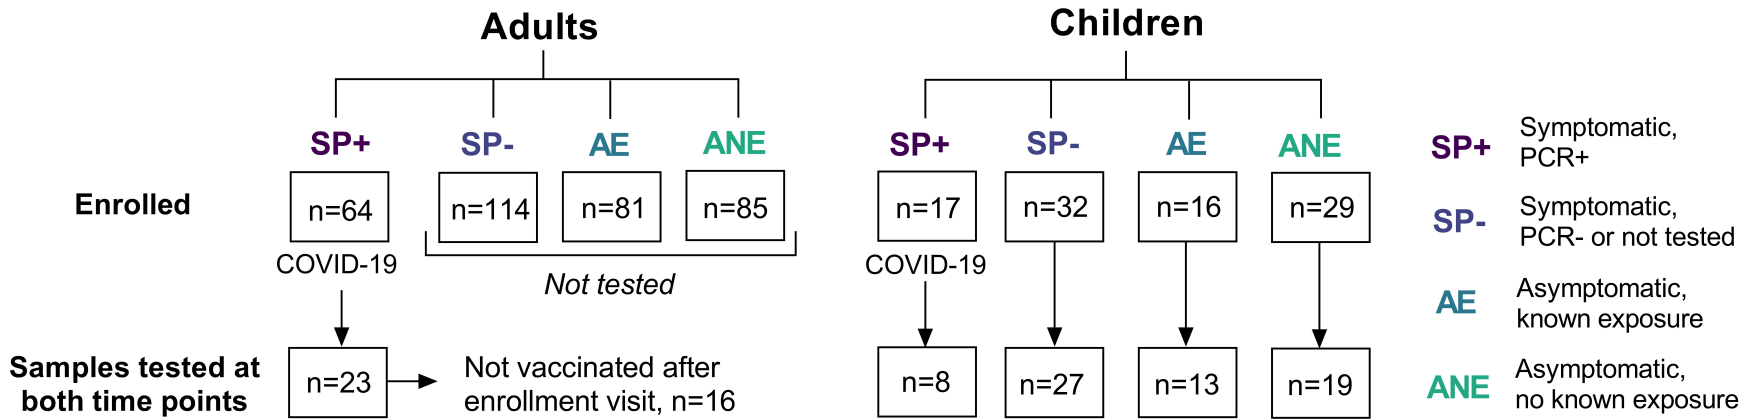 Adults
Children
SP+ SP- AE ANE
SP+ SP- AE ANE
Enrolled
n=64 n=114 n=81 n=85
n=17 n=32 n=16 n=29
COVID-19
Not tested
COVID-19
Samples tested at
both time points
n=23
Not vaccinated after
enrollment visit, n=16
n=8 n=27 n=13 n=19
SP+
Symptomatic,
PCR+
SP-
Symptomatic,
PCR- or not tested
AE
Asymptomatic,
known exposure
ANE
Asymptomatic,
no known exposure